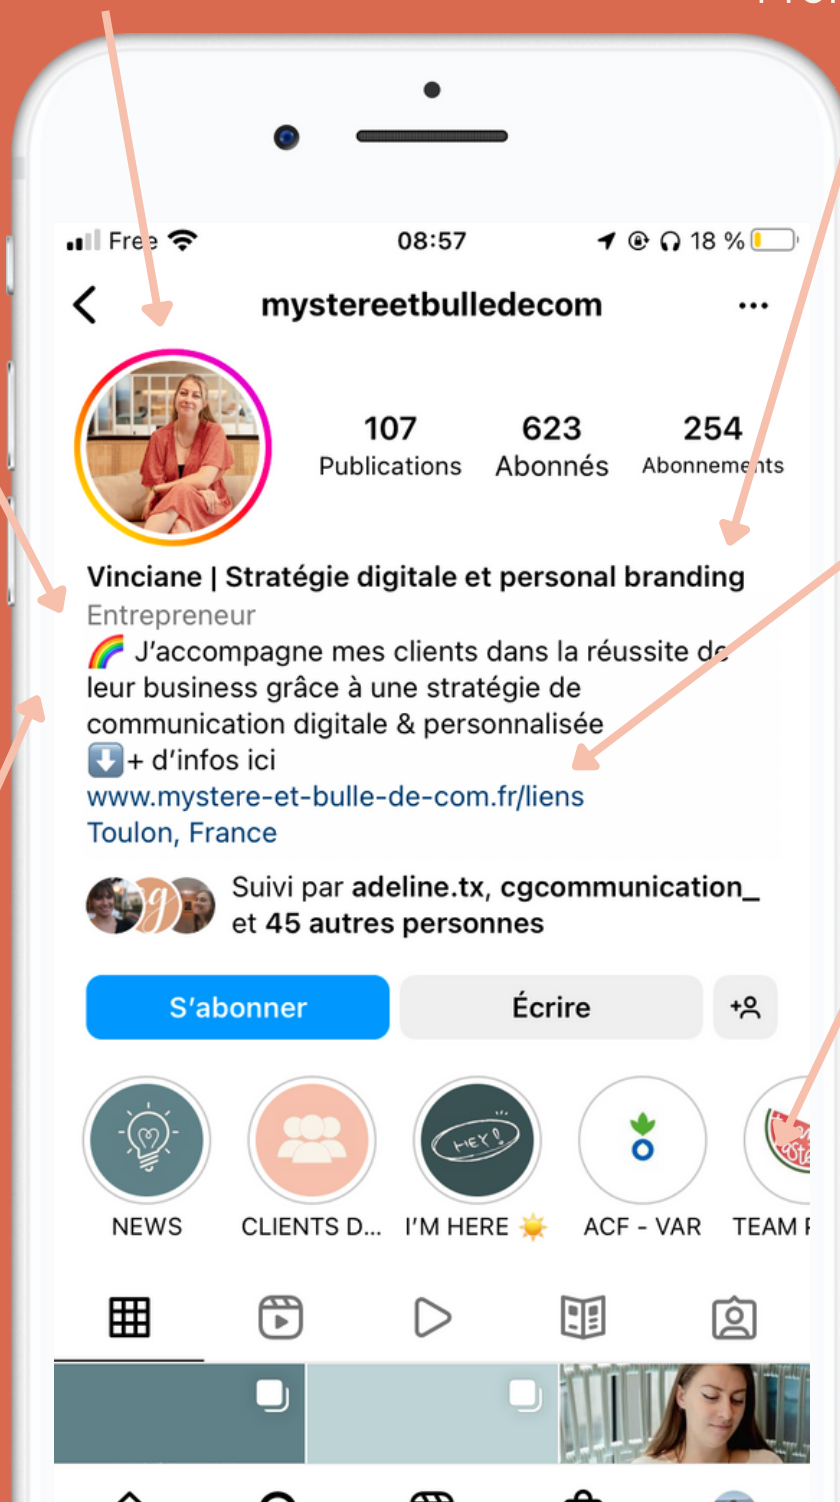 Free 08:57 18 %
mystereetbulledecom
107 623 254
Publications Abonnés Abonnements
Vinciane | Stratégie digitale et personal branding
Entrepreneur
🌈 J’accompagne mes clients dans la réussite de
leur business grâce à une stratégie de
communication digitale & personnalisée
⬇️+ d’infos ici
www.mystere-et-bulle-de-com.fr/liens
Toulon, France
Suivi par adeline.tx, cgcommunication_
et 45 autres personnes
S’abonner Écrire
HEY!
NEWS CLIENTS D... I’M HERE ☀️ ACF - VAR TEAM